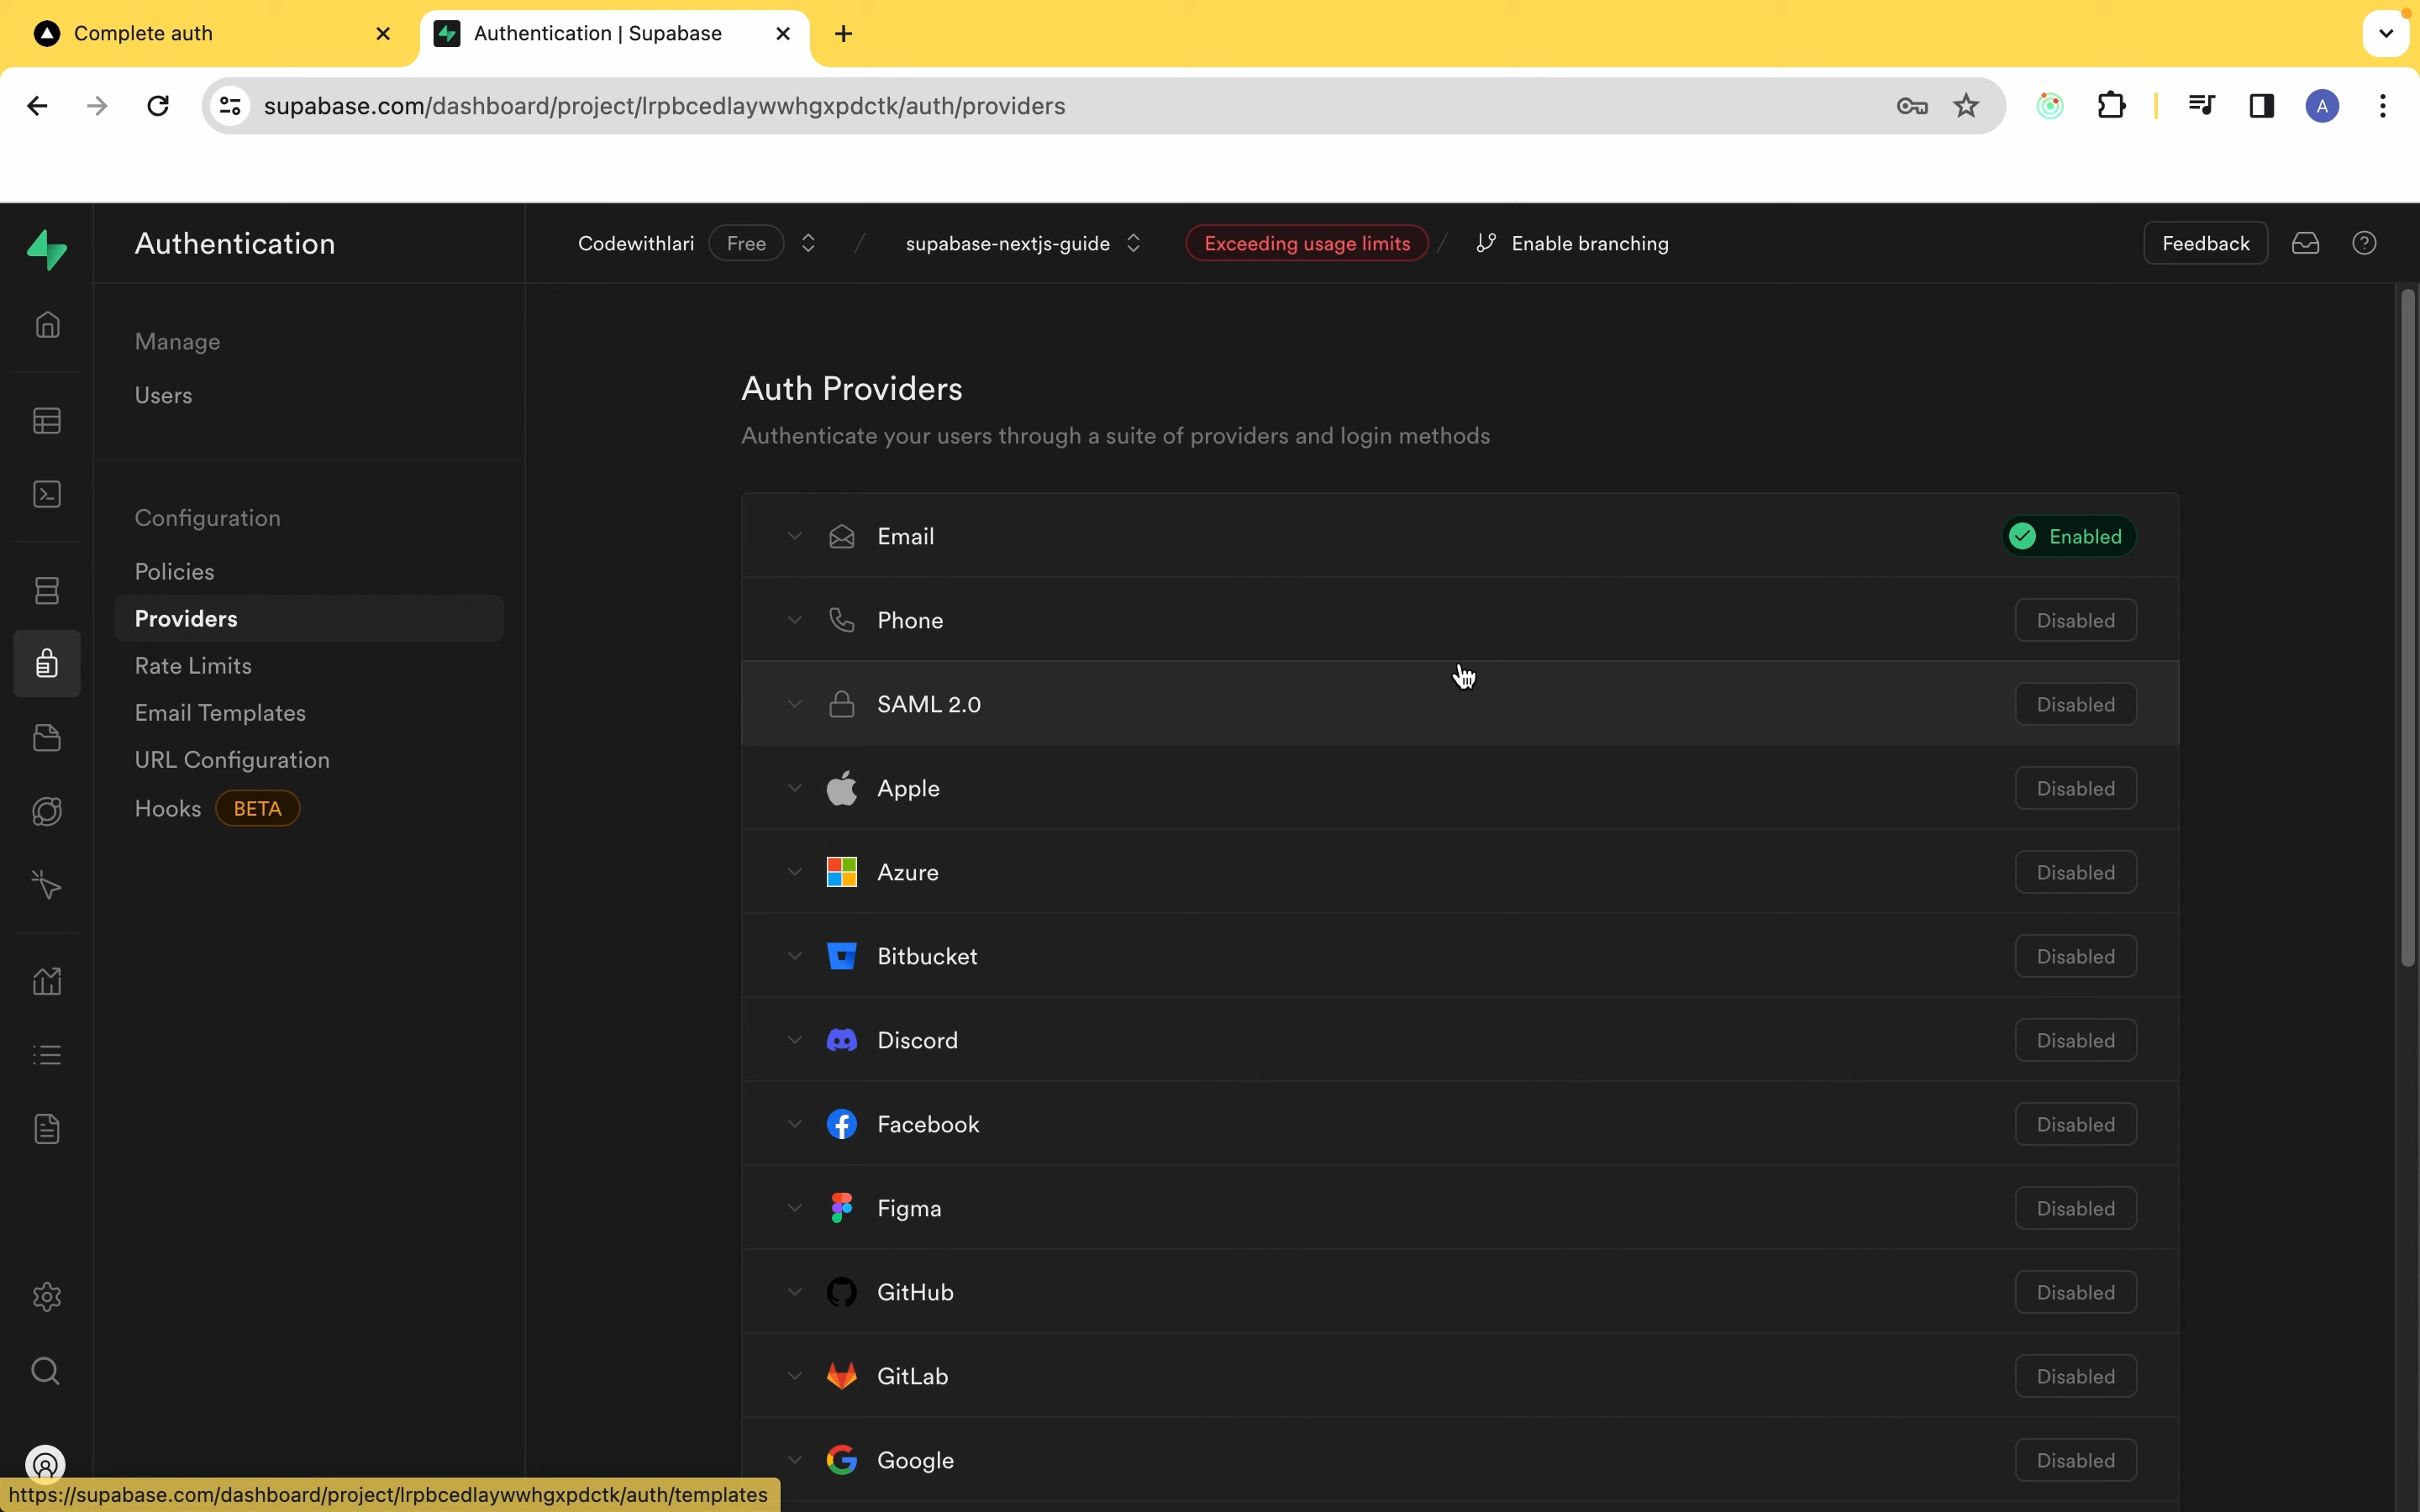 Complete auth
Authentication | Supabase
supabase.com/dashboard/project/lrpbcedlaywwhgxpdctk/auth/providers
A
Authentication
Codewithlari Free / supabase-nextjs-guide Exceeding usage limits / Enable branching
Feedback
Manage
Users
Configuration
Policies
Providers
Rate Limits
Email Templates
URL Configuration
Hooks BETA
Auth Providers
Authenticate your users through a suite of providers and login methods
Email Enabled
Phone Disabled
SAML 2.0 Disabled
Apple Disabled
Azure Disabled
Bitbucket Disabled
Discord Disabled
Facebook Disabled
Figma Disabled
GitHub Disabled
GitLab Disabled
Google Disabled
https://supabase.com/dashboard/project/lrpbcedlaywwhgxpdctk/auth/templates